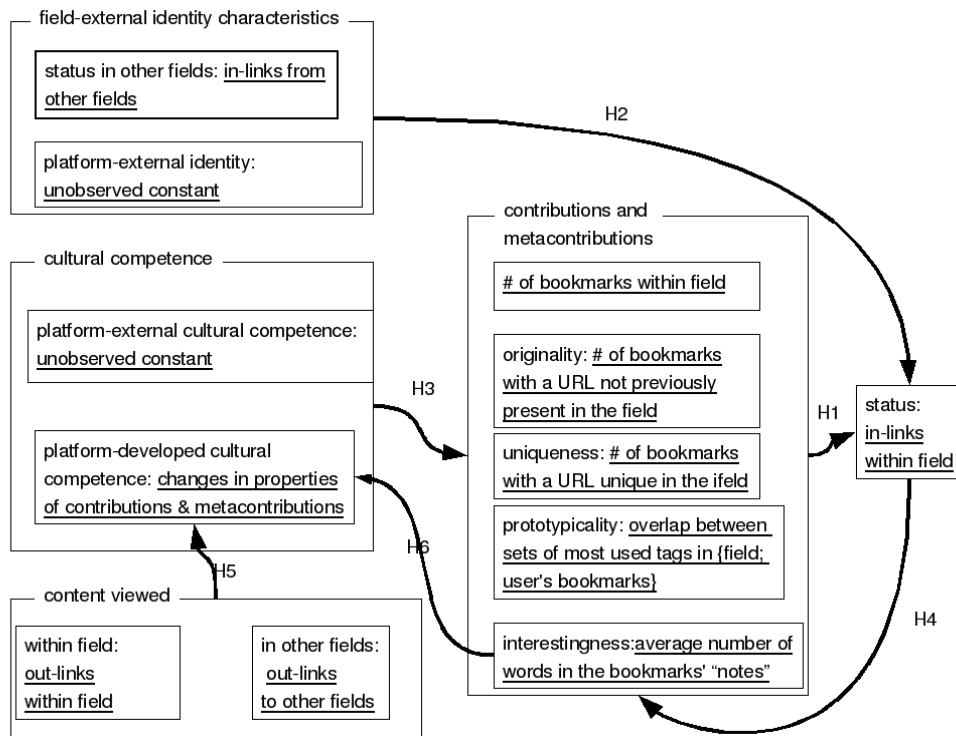 field-external identity characteristics
status in other fields: in-links from
other fields
platform-external identity:
unobserved constant
H2
cultural competence
platform-external cultural competence:
unobserved constant
H3
platform-developed cultural
competence: changes in properties
of contributions & metacontributions
H5
H6
content viewed
within field:
out-links
within field
in other fields:
out-links
to other fields
contributions and
metacontributions
# of bookmarks within field
originality: # of bookmarks
with a URL not previously
present in the field
uniqueness: # of bookmarks
with a URL unique in the ifeld
prototypicality: overlap between
sets of most used tags in {field;
user's bookmarks}
interestingness:average number of
words in the bookmarks' “notes”
H1
status:
in-links
within field
H4